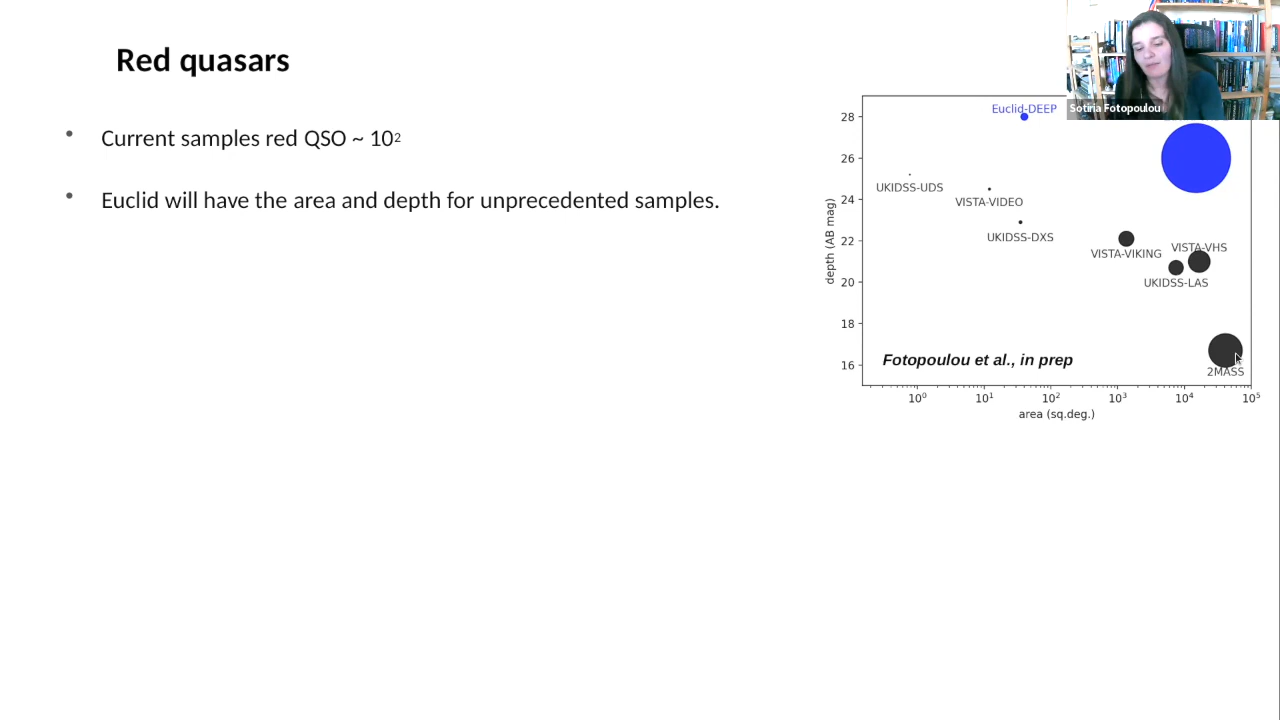 Red quasars
Sotiria Fotopoulou
• Current samples red QSO ~ 10²
• Euclid will have the area and depth for unprecedented samples.
Euclid-DEEP
UKIDSS-UDS
VISTA-VIDEO
UKIDSS-DXS
VISTA-VIKING
VISTA-VHS
UKIDSS-LAS
2MASS
Fotopoulou et al., in prep
depth (AB mag)
28
26
24
22
20
18
16
10⁰ 10¹ 10² 10³ 10⁴ 10⁵
area (sq.deg.)